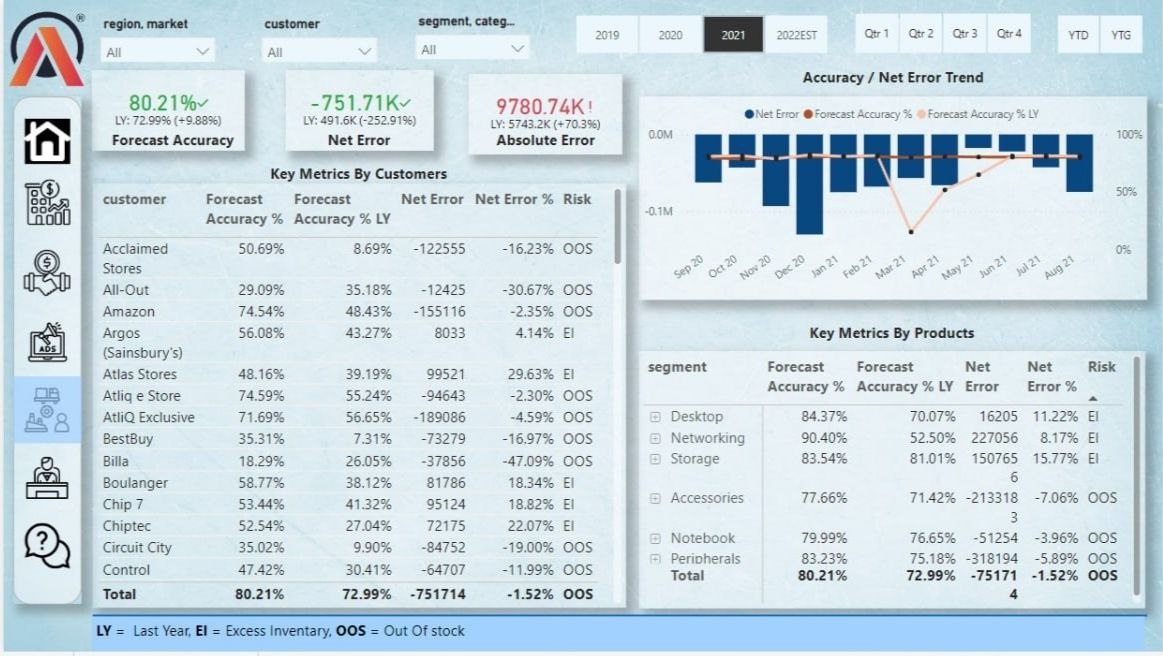 region, market
customer
segment, categ...
All
All
All
2019 2020 2021 2022EST
Qtr 1 Qtr 2 Qtr 3 Qtr 4
YTD YTG
80.21%✓
LY: 72.99% (+9.88%)
Forecast Accuracy
-751.71K✓
LY: 491.6K (-252.91%)
Net Error
9780.74K!
LY: 5743.2K (+70.3%)
Absolute Error
Accuracy / Net Error Trend
Net Error Forecast Accuracy % Forecast Accuracy % LY
0.0M
-0.1M
100%
50%
0%
Sep 20 Oct 20 Nov 20 Dec 20 Jan 21 Feb 21 Mar 21 Apr 21 May 21 Jun 21 Jul 21 Aug 21
Key Metrics By Customers
customer Forecast Forecast Net Error Net Error % Risk
Accuracy % Accuracy % LY
Acclaimed 50.69% 8.69% -122555 -16.23% OOS
Stores
All-Out 29.09% 35.18% -12425 -30.67% OOS
Amazon 74.54% 48.43% -155116 -2.35% OOS
Argos 56.08% 43.27% 8033 4.14% EI
(Sainsbury's)
Atlas Stores 48.16% 39.19% 99521 29.63% EI
Atliq e Store 74.59% 55.24% -94643 -2.30% OOS
AtliQ Exclusive 71.69% 56.65% -189086 -4.59% OOS
BestBuy 35.31% 7.31% -73279 -16.97% OOS
Billa 18.29% 26.05% -37856 -47.09% OOS
Boulanger 58.77% 38.12% 81786 18.34% EI
Chip 7 53.44% 41.32% 95124 18.82% EI
Chiptec 52.54% 27.04% 72175 22.07% EI
Circuit City 35.02% 9.90% -84752 -19.00% OOS
Control 47.42% 30.41% -64707 -11.99% OOS
Total 80.21% 72.99% -751714 -1.52% OOS
Key Metrics By Products
segment Forecast Forecast Net Net Risk
Accuracy % Accuracy % LY Error Error %
Desktop 84.37% 70.07% 16205 11.22% EI
Networking 90.40% 52.50% 227056 8.17% EI
Storage 83.54% 81.01% 150765 15.77% EI
6
Accessories 77.66% 71.42% -213318 -7.06% OOS
3
Notebook 79.99% 76.65% -51254 -3.96% OOS
Peripherals 83.23% 75.18% -318194 -5.89% OOS
Total 80.21% 72.99% -75171 -1.52% OOS
4
ADS
LY = Last Year, EI = Excess Inventory, OOS = Out Of stock